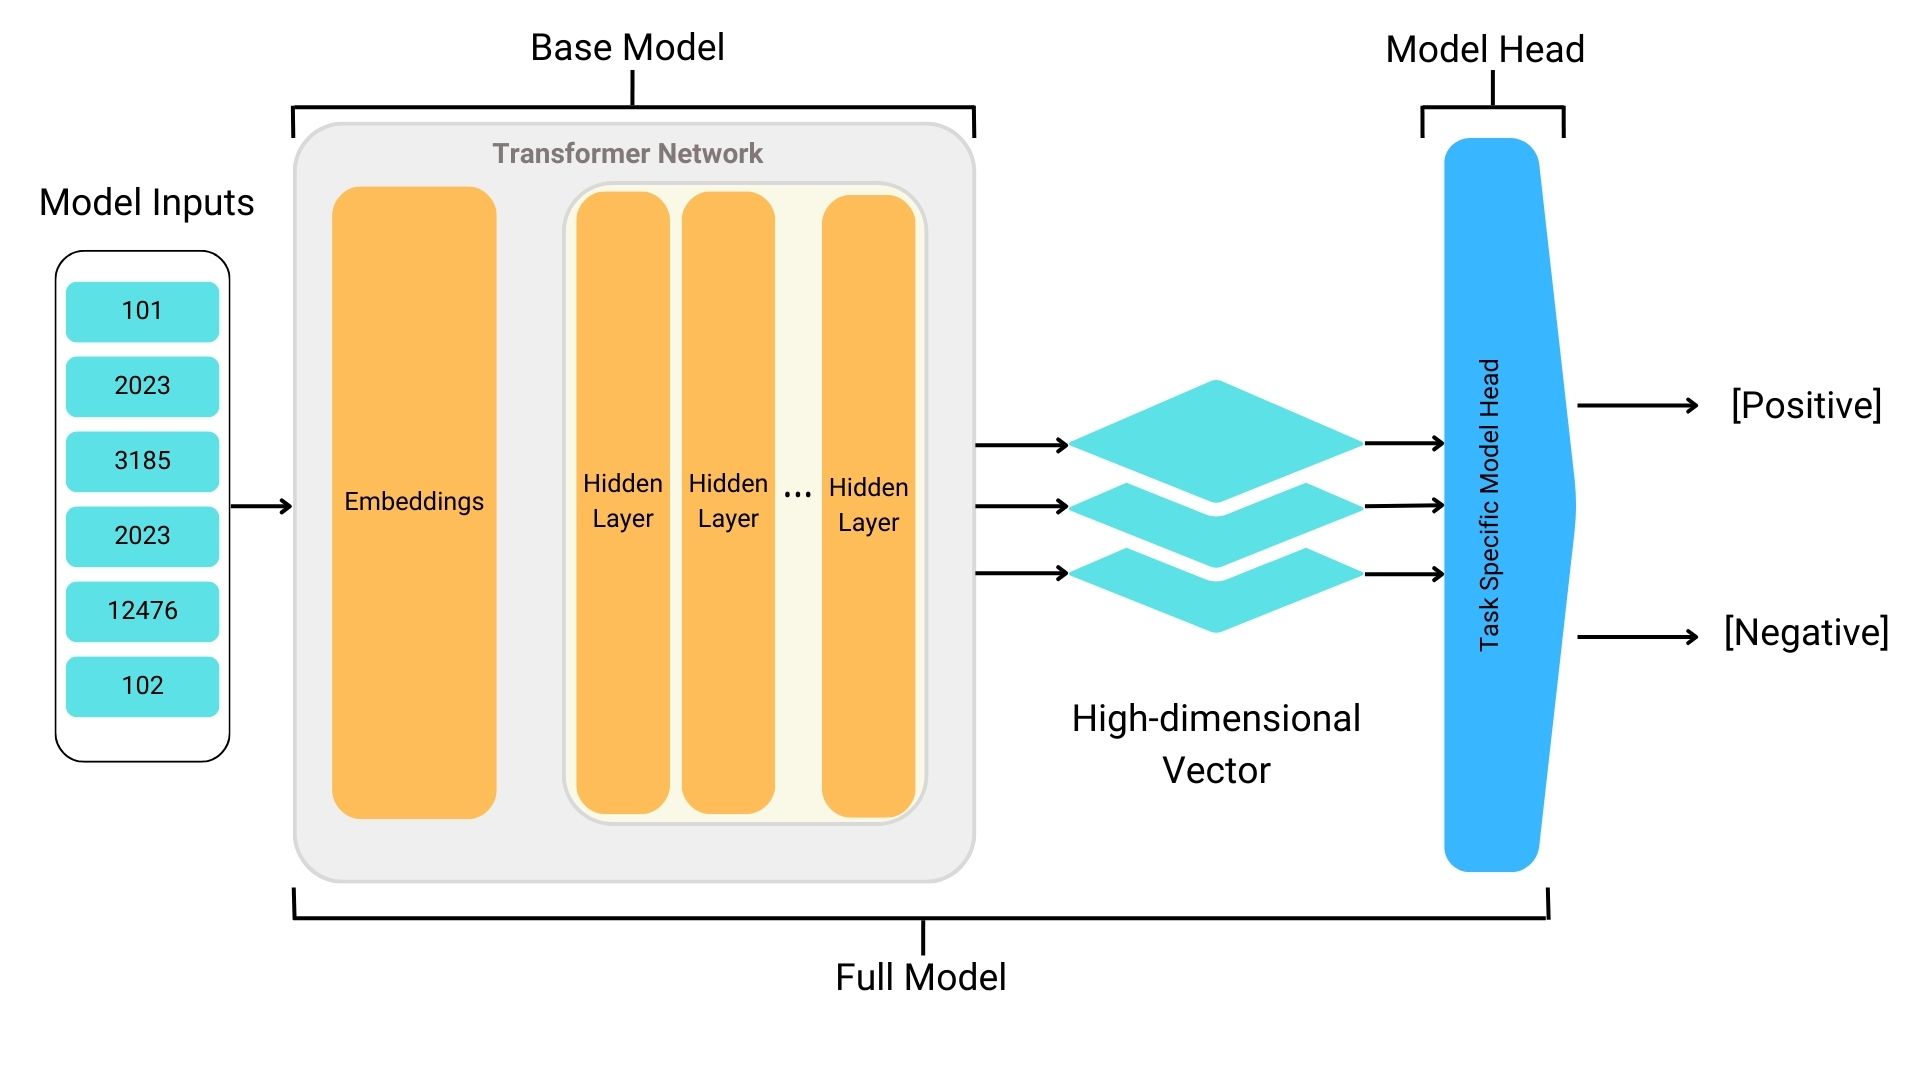 Base Model
Model Head
Transformer Network
Model Inputs
101
2023
3185
2023
12476
102
Embeddings
Hidden
Layer
Hidden
Layer
...
Hidden
Layer
High-dimensional
Vector
Task Specific Model Head
[Positive]
[Negative]
Full Model